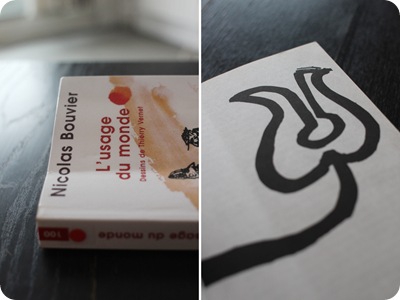 Nicolas Bouvier
L'usage
du monde
Dessins de Thierry Vernet
100
usage du monde